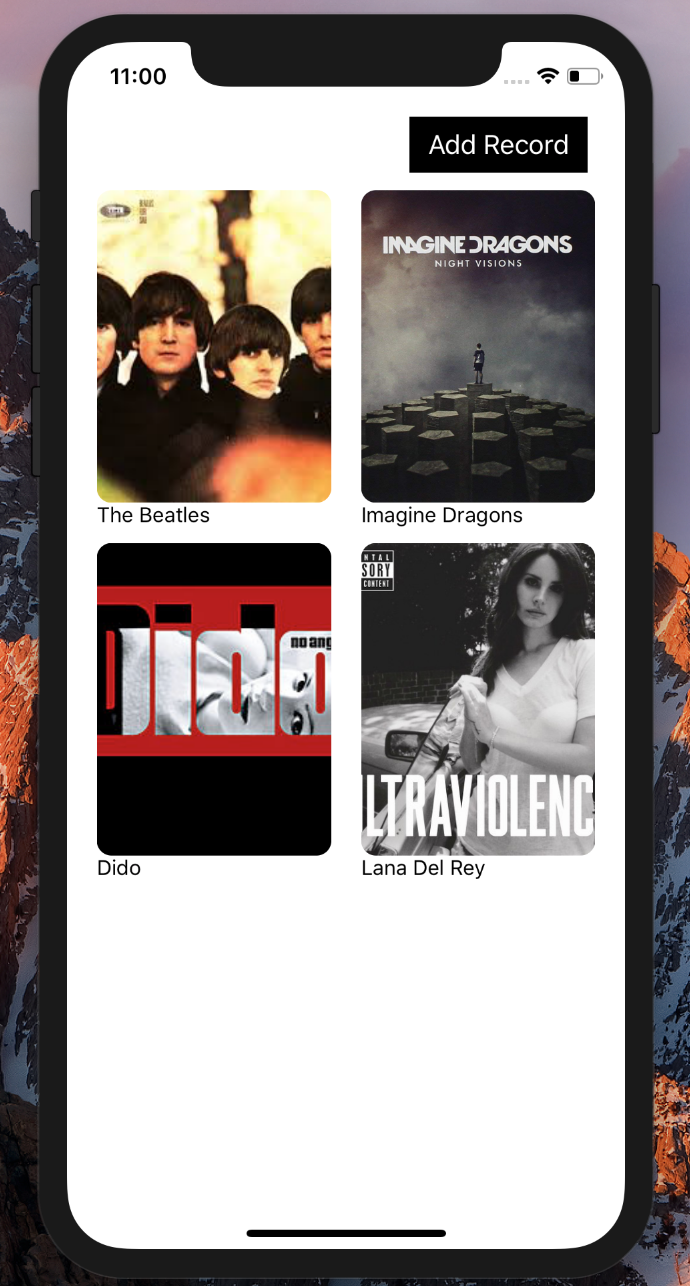 11:00
Add Record
BEATLES
FOR
SALE
IMAGINE DRAGONS
NIGHT VISIONS
The Beatles
Imagine Dragons
Dido
no ang
NTAL
SORY
CONTENT
LTRAVIOLENC
Dido
Lana Del Rey